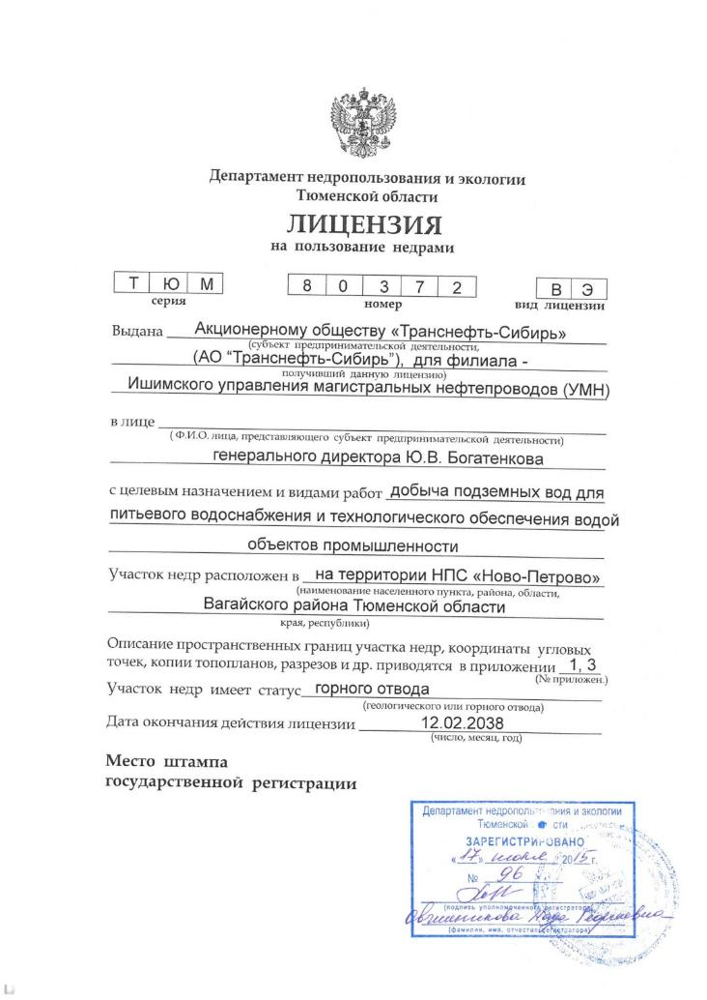 Департамент недропользования и экологии
Тюменской области
ЛИЦЕНЗИЯ
на пользование недрами
Т Ю М 8 0 3 7 2 В Э
серия номер вид лицензии
Выдана Акционерному обществу «Транснефть-Сибирь»
(субъект предпринимательской деятельности,
(АО "Транснефть-Сибирь"), для филиала -
получивший данную лицензию)
Ишимского управления магистральных нефтепроводов (УМН)
в лице
( Ф.И.О. лица, представляющего субъект предпринимательской деятельности)
генерального директора Ю.В. Богатенкова
с целевым назначением и видами работ добыча подземных вод для
питьевого водоснабжения и технологического обеспечения водой
объектов промышленности
Участок недр расположен в на территории НПС «Ново-Петрово»
(наименование населенного пункта, района, области,
Вагайского района Тюменской области
края, республики)
Описание пространственных границ участка недр, координаты угловых
точек, копии топопланов, разрезов и др. приводятся в приложении 1, 3
(№ приложен.)
Участок недр имеет статус горного отвода
(геологического или горного отвода)
Дата окончания действия лицензии 12.02.2038
(число, месяц, год)
Место штампа
государственной регистрации
Департамент недропользования и экологии
Тюменской области
ЗАРЕГИСТРИРОВАНО
«17» 2015 г.
№ 96
(подпись уполномоченного регистратора)
Овчинникова Георгиевна
(фамилия, имя, отчество регистратора)